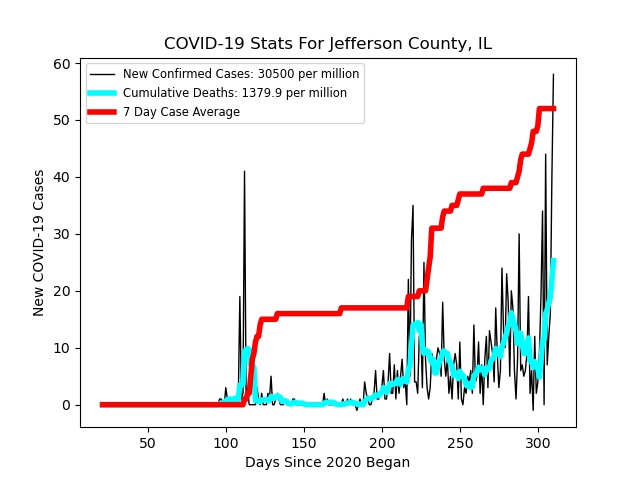 COVID-19 Stats For Jefferson County, IL
New Confirmed Cases: 30500 per million
Cumulative Deaths: 1379.9 per million
7 Day Case Average
New COVID-19 Cases
60
50
40
30
20
10
0
50 100 150 200 250 300
Days Since 2020 Began